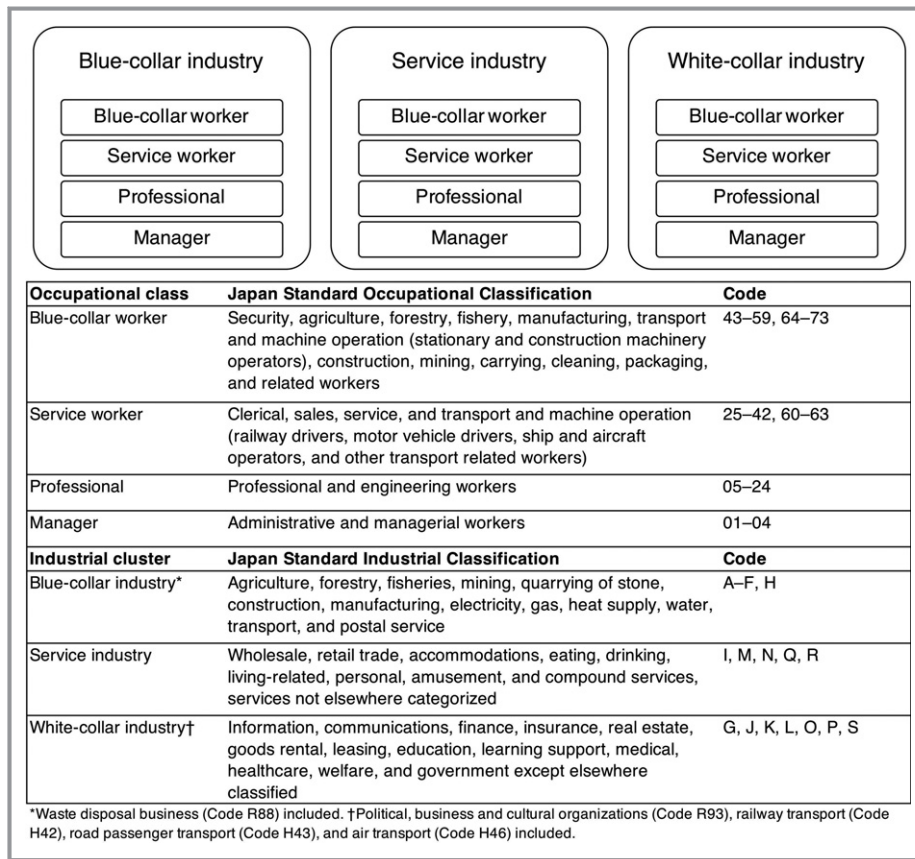 Blue-collar industry
Service industry
White-collar industry
Blue-collar worker
Blue-collar worker
Blue-collar worker
Service worker
Service worker
Service worker
Professional
Professional
Professional
Manager
Manager
Manager
Occupational class Japan Standard Occupational Classification Code
Blue-collar worker Security, agriculture, forestry, fishery, manufacturing, transport 43–59, 64–73
and machine operation (stationary and construction machinery
operators), construction, mining, carrying, cleaning, packaging,
and related workers
Service worker Clerical, sales, service, and transport and machine operation 25–42, 60–63
(railway drivers, motor vehicle drivers, ship and aircraft
operators, and other transport related workers)
Professional Professional and engineering workers 05–24
Manager Administrative and managerial workers 01–04
Industrial cluster Japan Standard Industrial Classification Code
Blue-collar industry* Agriculture, forestry, fisheries, mining, quarrying of stone, A–F, H
construction, manufacturing, electricity, gas, heat supply, water,
transport, and postal service
Service industry Wholesale, retail trade, accommodations, eating, drinking, I, M, N, Q, R
living-related, personal, amusement, and compound services,
services not elsewhere categorized
White-collar industry† Information, communications, finance, insurance, real estate, G, J, K, L, O, P, S
goods rental, leasing, education, learning support, medical,
healthcare, welfare, and government except elsewhere
classified
*Waste disposal business (Code R88) included. †Political, business and cultural organizations (Code R93), railway transport (Code
H42), road passenger transport (Code H43), and air transport (Code H46) included.